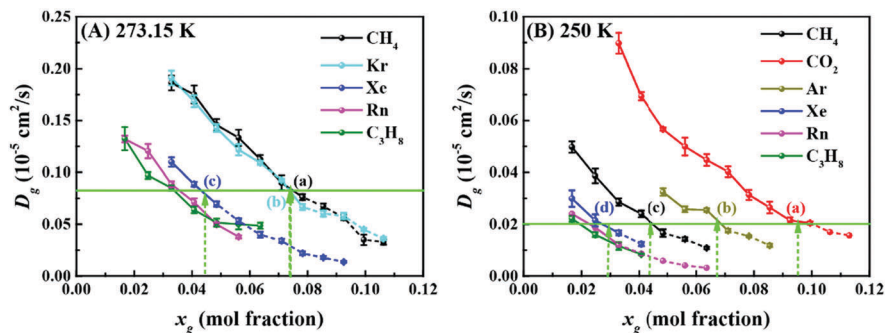 (A) 273.15 K
CH4
Kr
Xe
Rn
C3H8
(c)
(a)
(b)
Dg (10-5 cm2/s)
0.25
0.20
0.15
0.10
0.05
0.00
0.00 0.02 0.04 0.06 0.08 0.10 0.12
xg (mol fraction)
(B) 250 K
CH4
CO2
Ar
Xe
Rn
C3H8
(d)
(c)
(b)
(a)
Dg (10-5 cm2/s)
0.10
0.08
0.06
0.04
0.02
0.00
0.00 0.02 0.04 0.06 0.08 0.10 0.12
xg (mol fraction)